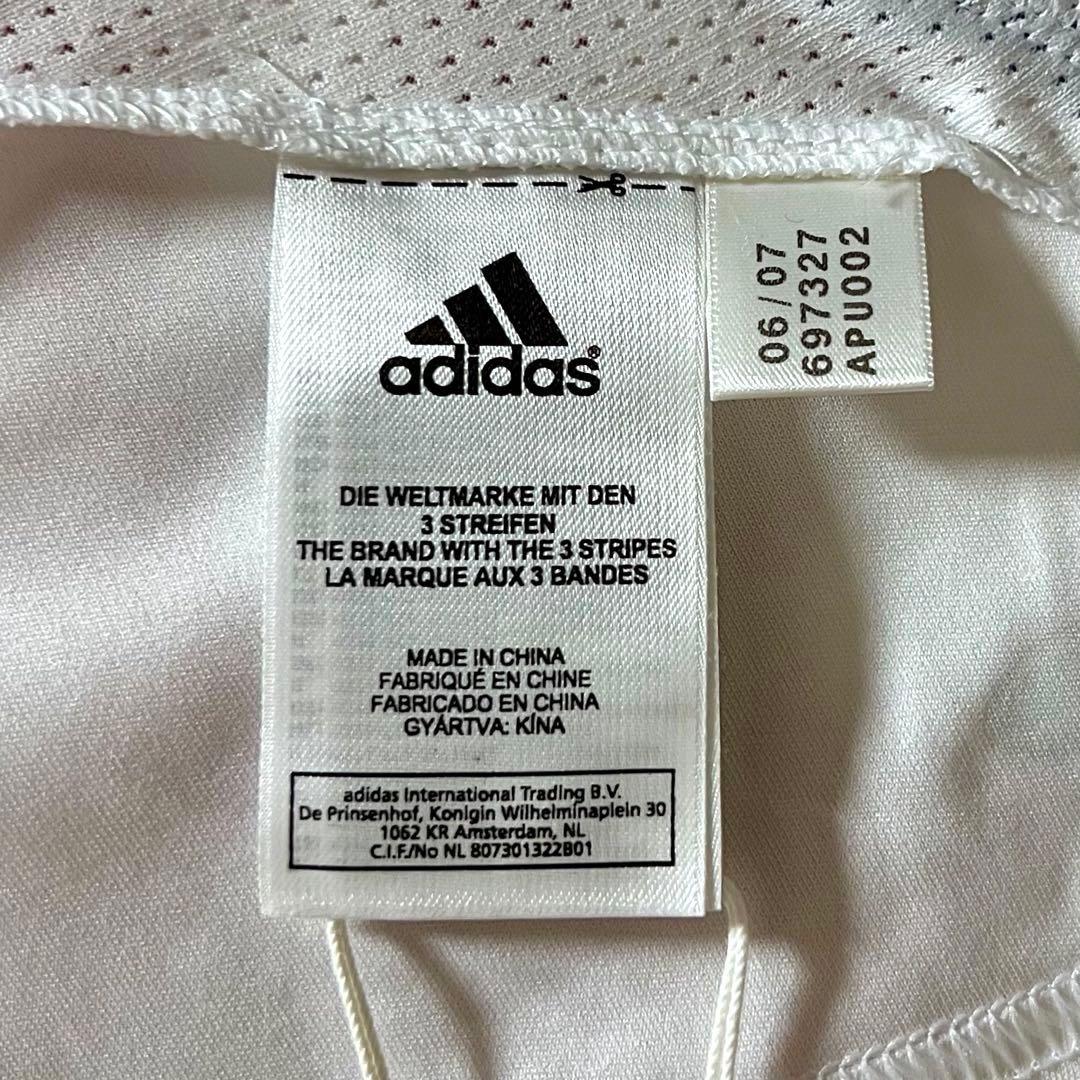 adidas®
DIE WELTMARKE MIT DEN
3 STREIFEN
THE BRAND WITH THE 3 STRIPES
LA MARQUE AUX 3 BANDES
MADE IN CHINA
FABRIQUÉ EN CHINE
FABRICADO EN CHINA
GYÁRTVA: KÍNA
adidas International Trading B.V.
De Prinsenhof, Konigin Wilhelminaplein 30
1062 KR Amsterdam, NL
C.I.F./No NL 807301322B01
06/07
697327
APU002